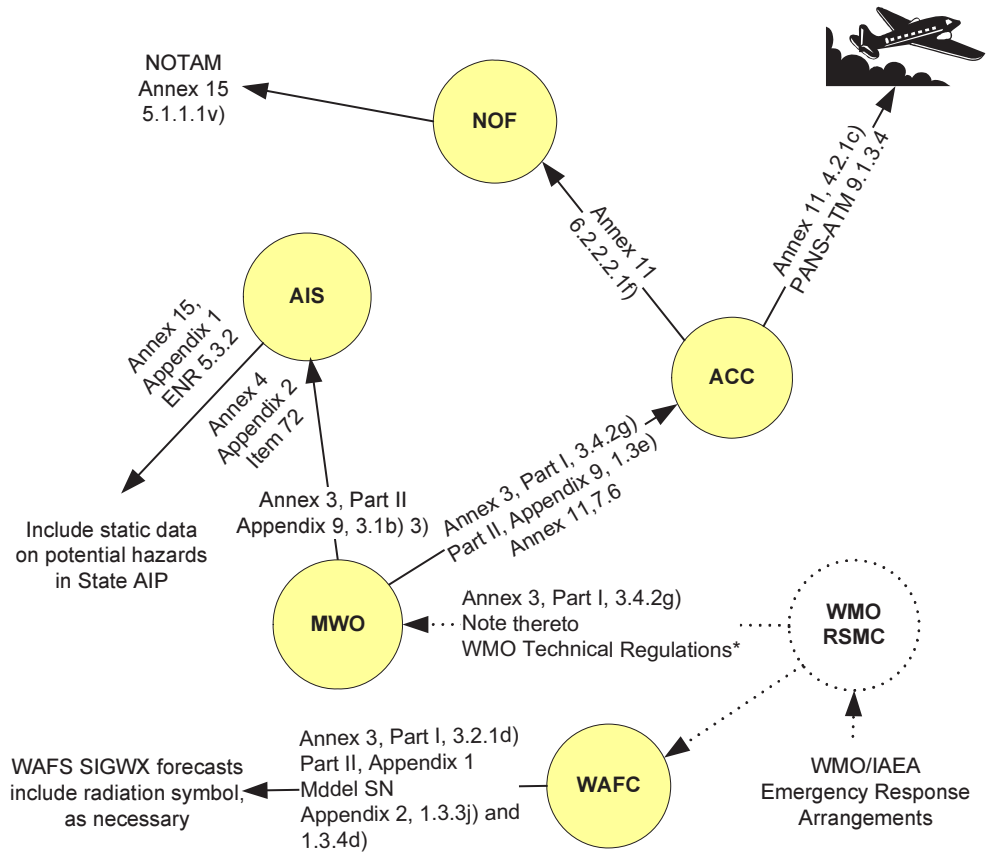 NOTAM
Annex 15
5.1.1.1v)
NOF
Annex 11, 4.2.1c)
PANS-ATM 9.1.3.4
Annex 11
6.2.2.2.1f)
AIS
Annex 15,
Appendix 1
ENR 5.3.2
Annex 4
Appendix 2
Item 72
ACC
Annex 3, Part I, 3.4.2g)
Part II, Appendix 9, 1.3e)
Annex 11,7.6
Annex 3, Part II
Appendix 9, 3.1b) 3)
Include static data
on potential hazards
in State AIP
MWO
Annex 3, Part I, 3.4.2g)
Note thereto
WMO Technical Regulations*
WMO
RSMC
Annex 3, Part I, 3.2.1d)
Part II, Appendix 1
Mddel SN
Appendix 2, 1.3.3j) and
1.3.4d)
WAFS SIGWX forecasts
include radiation symbol,
as necessary
WAFC
WMO/IAEA
Emergency Response
Arrangements